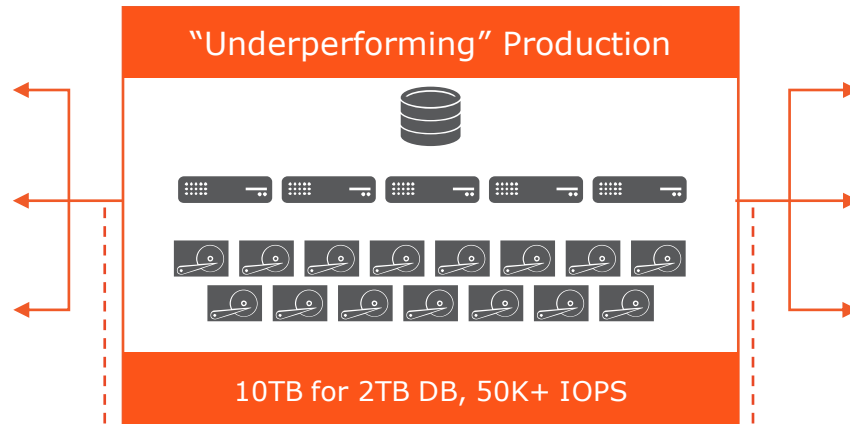 “Underperforming” Production
10TB for 2TB DB, 50K+ IOPS